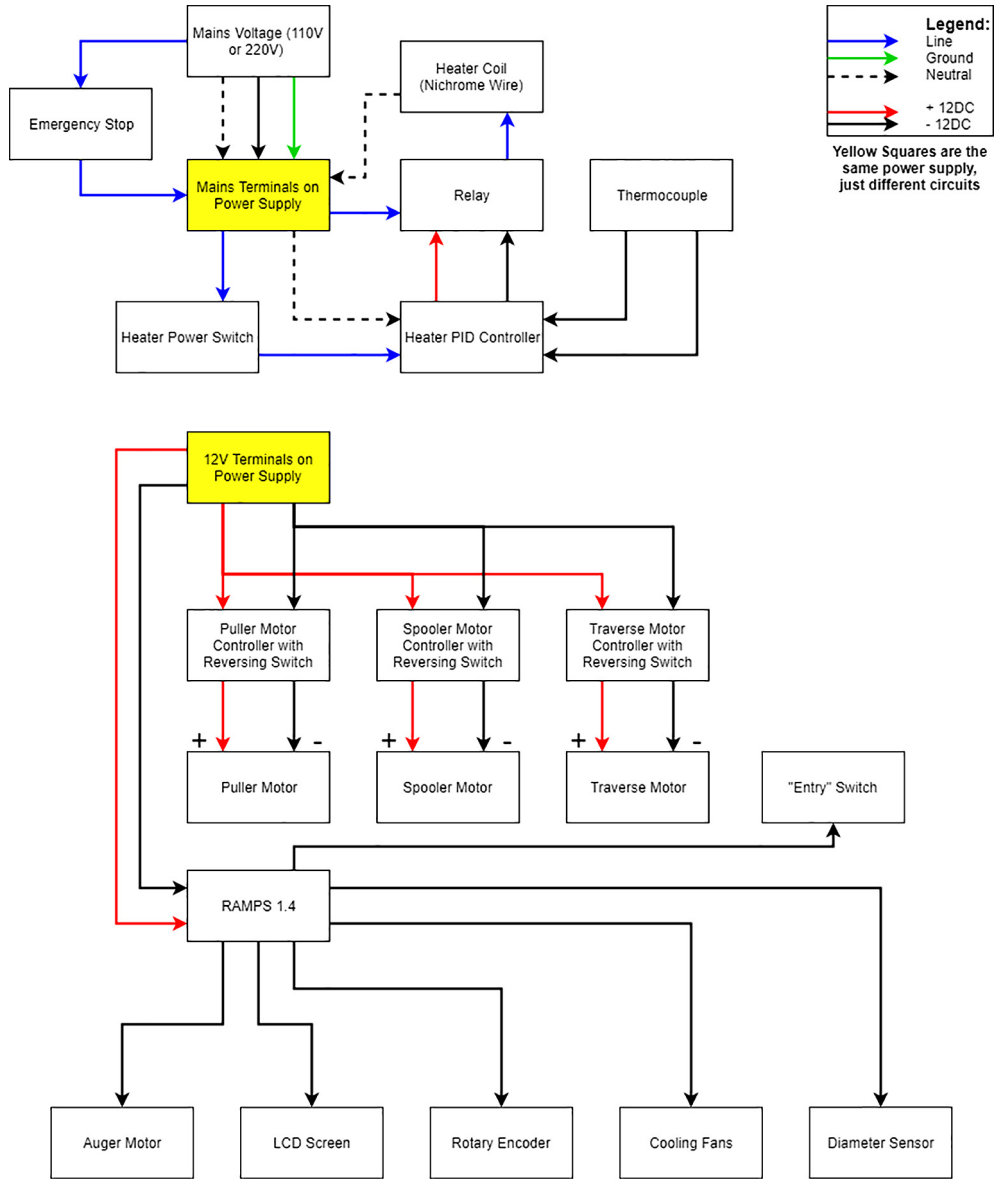 Mains Voltage (110V
or 220V)
Heater Coil
(Nichrome Wire)
Legend:
Line
Ground
Neutral
+ 12DC
- 12DC
Yellow Squares are the
same power supply,
just different circuits
Emergency Stop
Mains Terminals on
Power Supply
Relay
Thermocouple
Heater Power Switch
Heater PID Controller
12V Terminals on
Power Supply
Puller Motor
Controller with
Reversing Switch
Spooler Motor
Controller with
Reversing Switch
Traverse Motor
Controller with
Reversing Switch
+
-
+
-
+
-
Puller Motor
Spooler Motor
Traverse Motor
"Entry" Switch
RAMPS 1.4
Auger Motor
LCD Screen
Rotary Encoder
Cooling Fans
Diameter Sensor